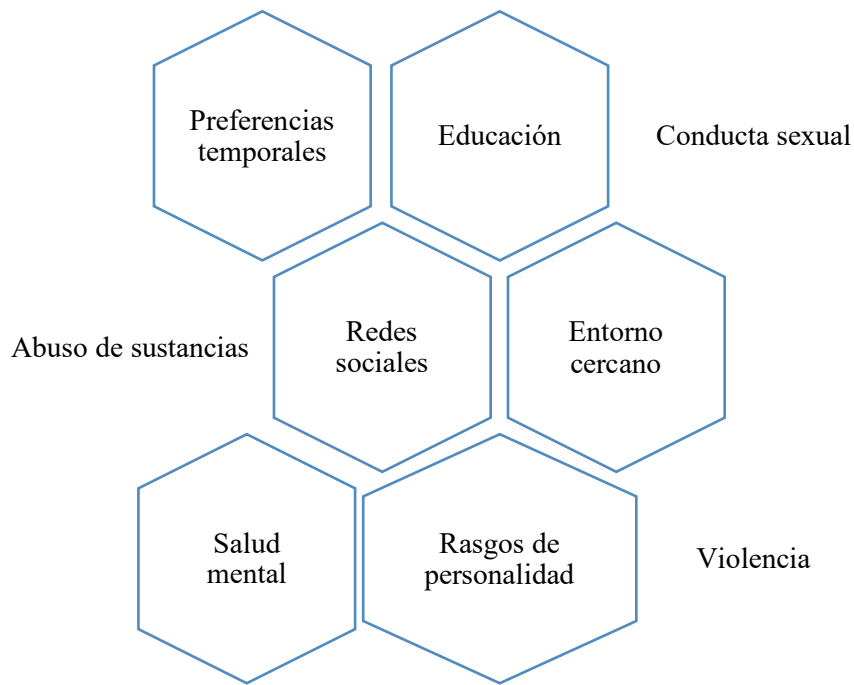 Preferencias
temporales
Educación
Conducta sexual
Abuso de sustancias
Redes
sociales
Entorno
cercano
Salud
mental
Rasgos de
personalidad
Violencia